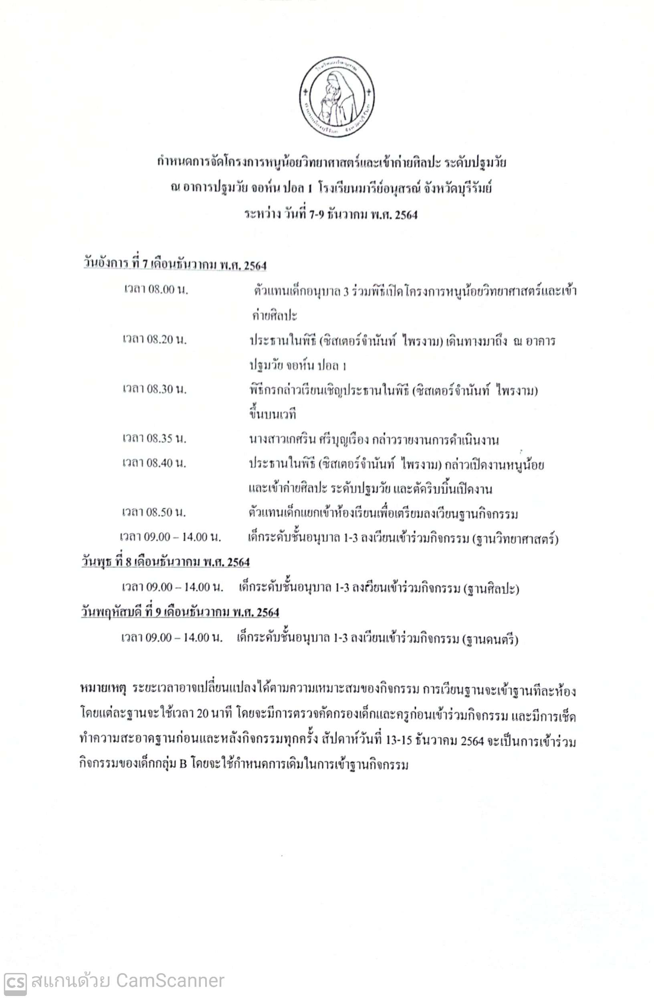 กำหนดการจัดโครงการหนูน้อยวิทยาศาสตร์และเข้าค่ายศิลปะ ระดับปฐมวัย
ณ อาการปฐมวัย จอห์น ปอล 1 โรงเรียนมารีย์อนุสรณ์ จังหวัดบุรีรัมย์
ระหว่าง วันที่ 7-9 ธันวาคม พ.ศ. 2564
วันอังการ ที่ 7 เดือนธันวาคม พ.ศ. 2564
เวลา 08.00 น. ตัวแทนเด็กอนุบาล 3 ร่วมพิธีเปิดโครงการหนูน้อยวิทยาศาสตร์และเข้า
ค่ายศิลปะ
เวลา 08.20 น. ประธานในพิธี (ซิสเตอร์จำนันท์ ไพรงาม) เดินทางมาถึง ณ อาคาร
ปฐมวัย จอห์น ปอล 1
เวลา 08.30 น. พิธีกรกล่าวเรียนเชิญประธานในพิธี (ซิสเตอร์จำนันท์ ไพรงาม)
ขึ้นบนเวที
เวลา 08.35 น. นางสาวเกศริน ศรีบุญเรือง กล่าวรายงานการดำเนินงาน
เวลา 08.40 น. ประธานในพิธี (ซิสเตอร์จำนันท์ ไพรงาม) กล่าวเปิดงานหนูน้อย
และเข้าค่ายศิลปะ ระดับปฐมวัย และตัดริบบิ้นเปิดงาน
เวลา 08.50 น. ตัวแทนเด็กแยกเข้าห้องเรียนเพื่อเตรียมลงเวียนฐานกิจกรรม
เวลา 09.00 – 14.00 น. เด็กระดับชั้นอนุบาล 1-3 ลงเวียนเข้าร่วมกิจกรรม (ฐานวิทยาศาสตร์)
วันพุธ ที่ 8 เดือนธันวาคม พ.ศ. 2564
เวลา 09.00 – 14.00 น. เด็กระดับชั้นอนุบาล 1-3 ลงเวียนเข้าร่วมกิจกรรม (ฐานศิลปะ)
วันพฤหัสบดี ที่ 9 เดือนธันวาคม พ.ศ. 2564
เวลา 09.00 – 14.00 น. เด็กระดับชั้นอนุบาล 1-3 ลงเวียนเข้าร่วมกิจกรรม (ฐานดนตรี)
หมายเหตุ ระยะเวลาอาจเปลี่ยนแปลงได้ตามความเหมาะสมของกิจกรรม การเวียนฐานจะเข้าฐานทีละห้อง
โดยแต่ละฐานจะใช้เวลา 20 นาที โดยจะมีการตรวจคัดกรองเด็กและครูก่อนเข้าร่วมกิจกรรม และมีการเช็ด
ทำความสะอาดฐานก่อนและหลังกิจกรรมทุกครั้ง สัปดาห์วันที่ 13-15 ธันวาคม 2564 จะเป็นการเข้าร่วม
กิจกรรมของเด็กกลุ่ม B โดยจะใช้กำหนดการเดิมในการเข้าฐานกิจกรรม
CS สแกนด้วย CamScanner